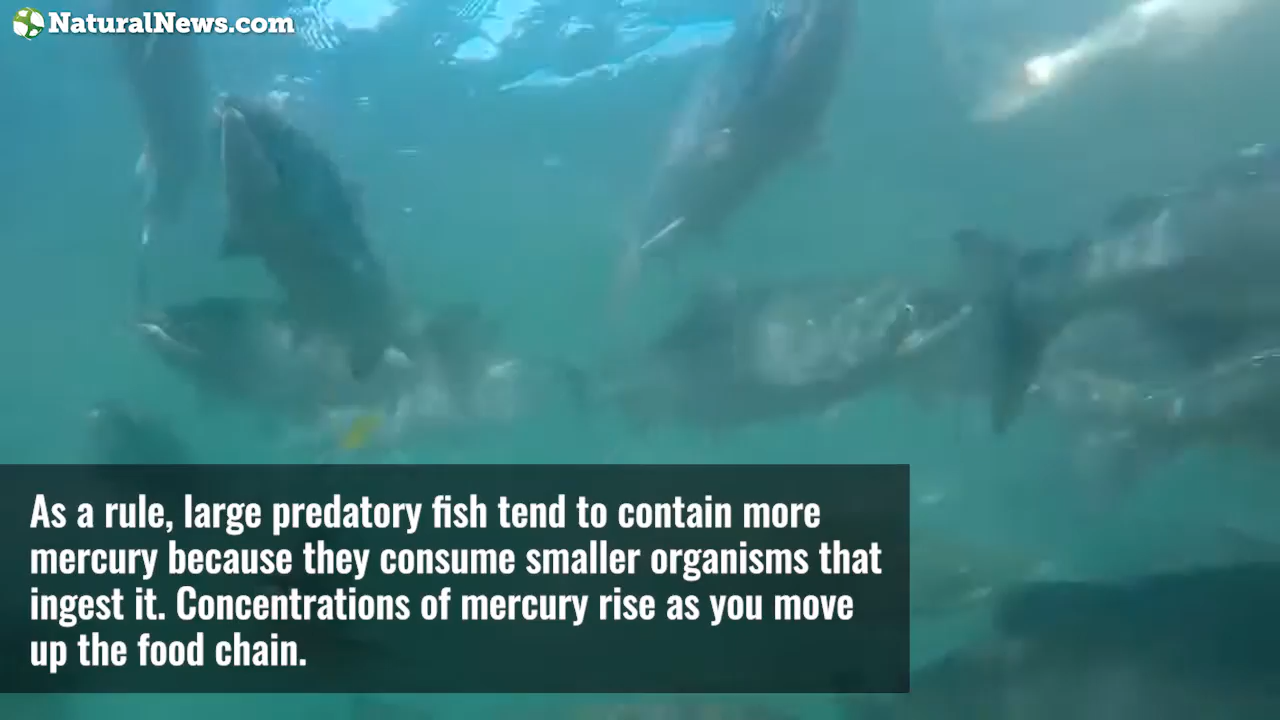 NaturalNews.com
As a rule, large predatory fish tend to contain more
mercury because they consume smaller organisms that
ingest it. Concentrations of mercury rise as you move
up the food chain.